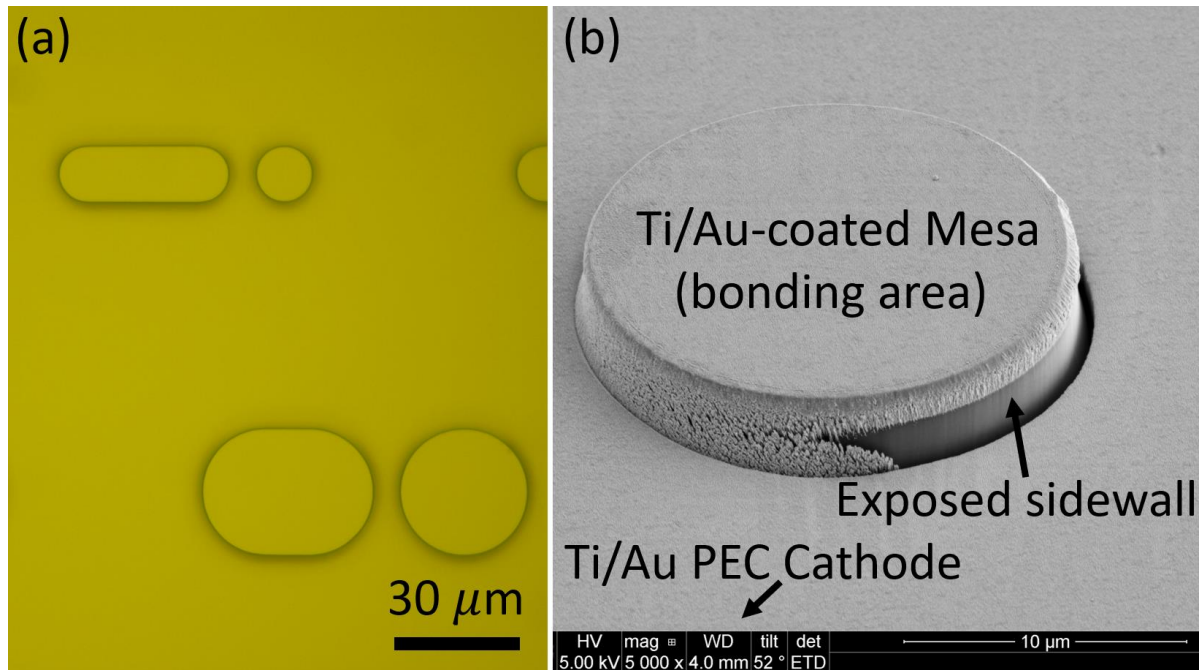 (a)
30 μm
(b)
Ti/Au-coated Mesa
(bonding area)
Exposed sidewall
Ti/Au PEC Cathode
HV mag ⊞ WD tilt det
5.00 kV 5 000 x 4.0 mm 52 ° ETD
10 μm